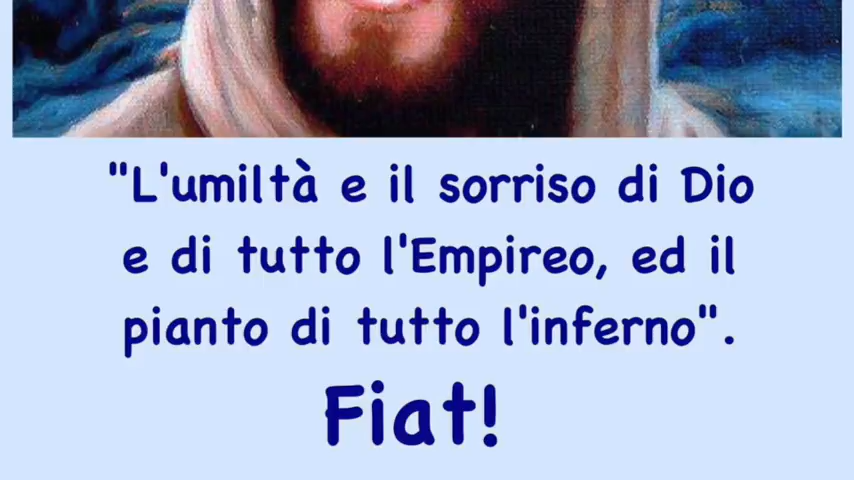 "L'umiltà e il sorriso di Dio
e di tutto l'Empireo, ed il
pianto di tutto l'inferno".
Fiat!